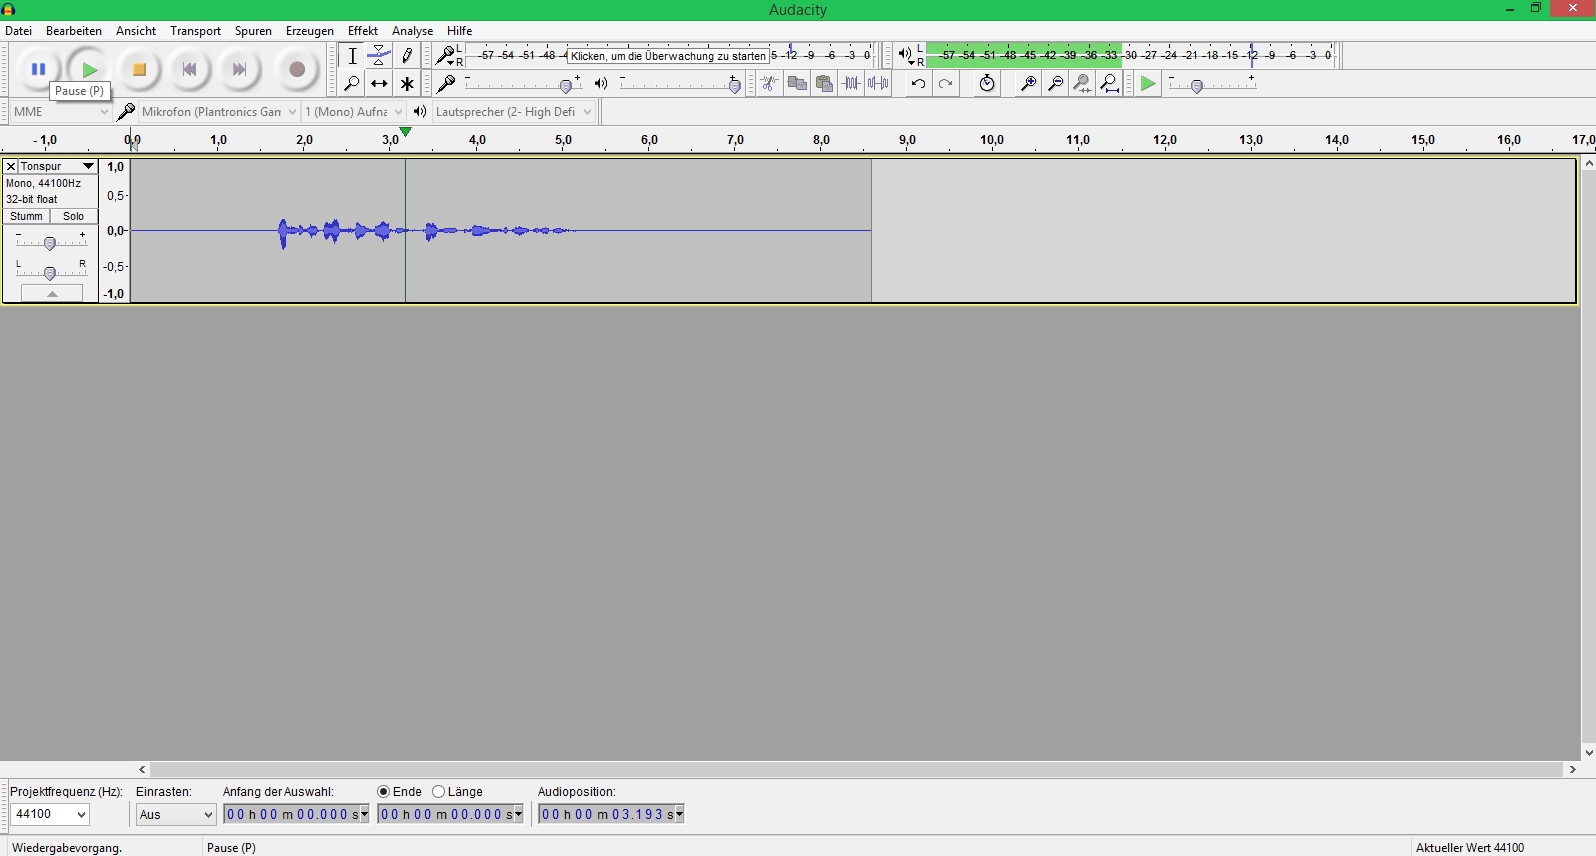 Audacity
Datei Bearbeiten Ansicht Transport Spuren Erzeugen Effekt Analyse Hilfe
L
R
-57 -54 -51 -48 -45 -4
Klicken, um die Überwachung zu starten
5 -12 -9 -6 -3 0
L
R
-57 -54 -51 -48 -45 -42 -39 -36 -33 -30 -27 -24 -21 -18 -15 -12 -9 -6 -3 0
Pause (P)
MME Mikrofon (Plantronics Gan 1 (Mono) Aufna Lautsprecher (2- High Defi
- 1,0 0,0 1,0 2,0 3,0 4,0 5,0 6,0 7,0 8,0 9,0 10,0 11,0 12,0 13,0 14,0 15,0 16,0 17,0
Tonspur
Mono, 44100Hz
32-bit float
Stumm Solo
- +
L R
1,0
0,5-
0,0-
-0,5-
-1,0
Projektfrequenz (Hz): Einrasten: Anfang der Auswahl: Ende Länge Audioposition:
44100 Aus 00 h 00 m 00.000 s 00 h 00 m 00.000 s 00 h 00 m 03.193 s
Wiedergabevorgang. Pause (P) Aktueller Wert 44100